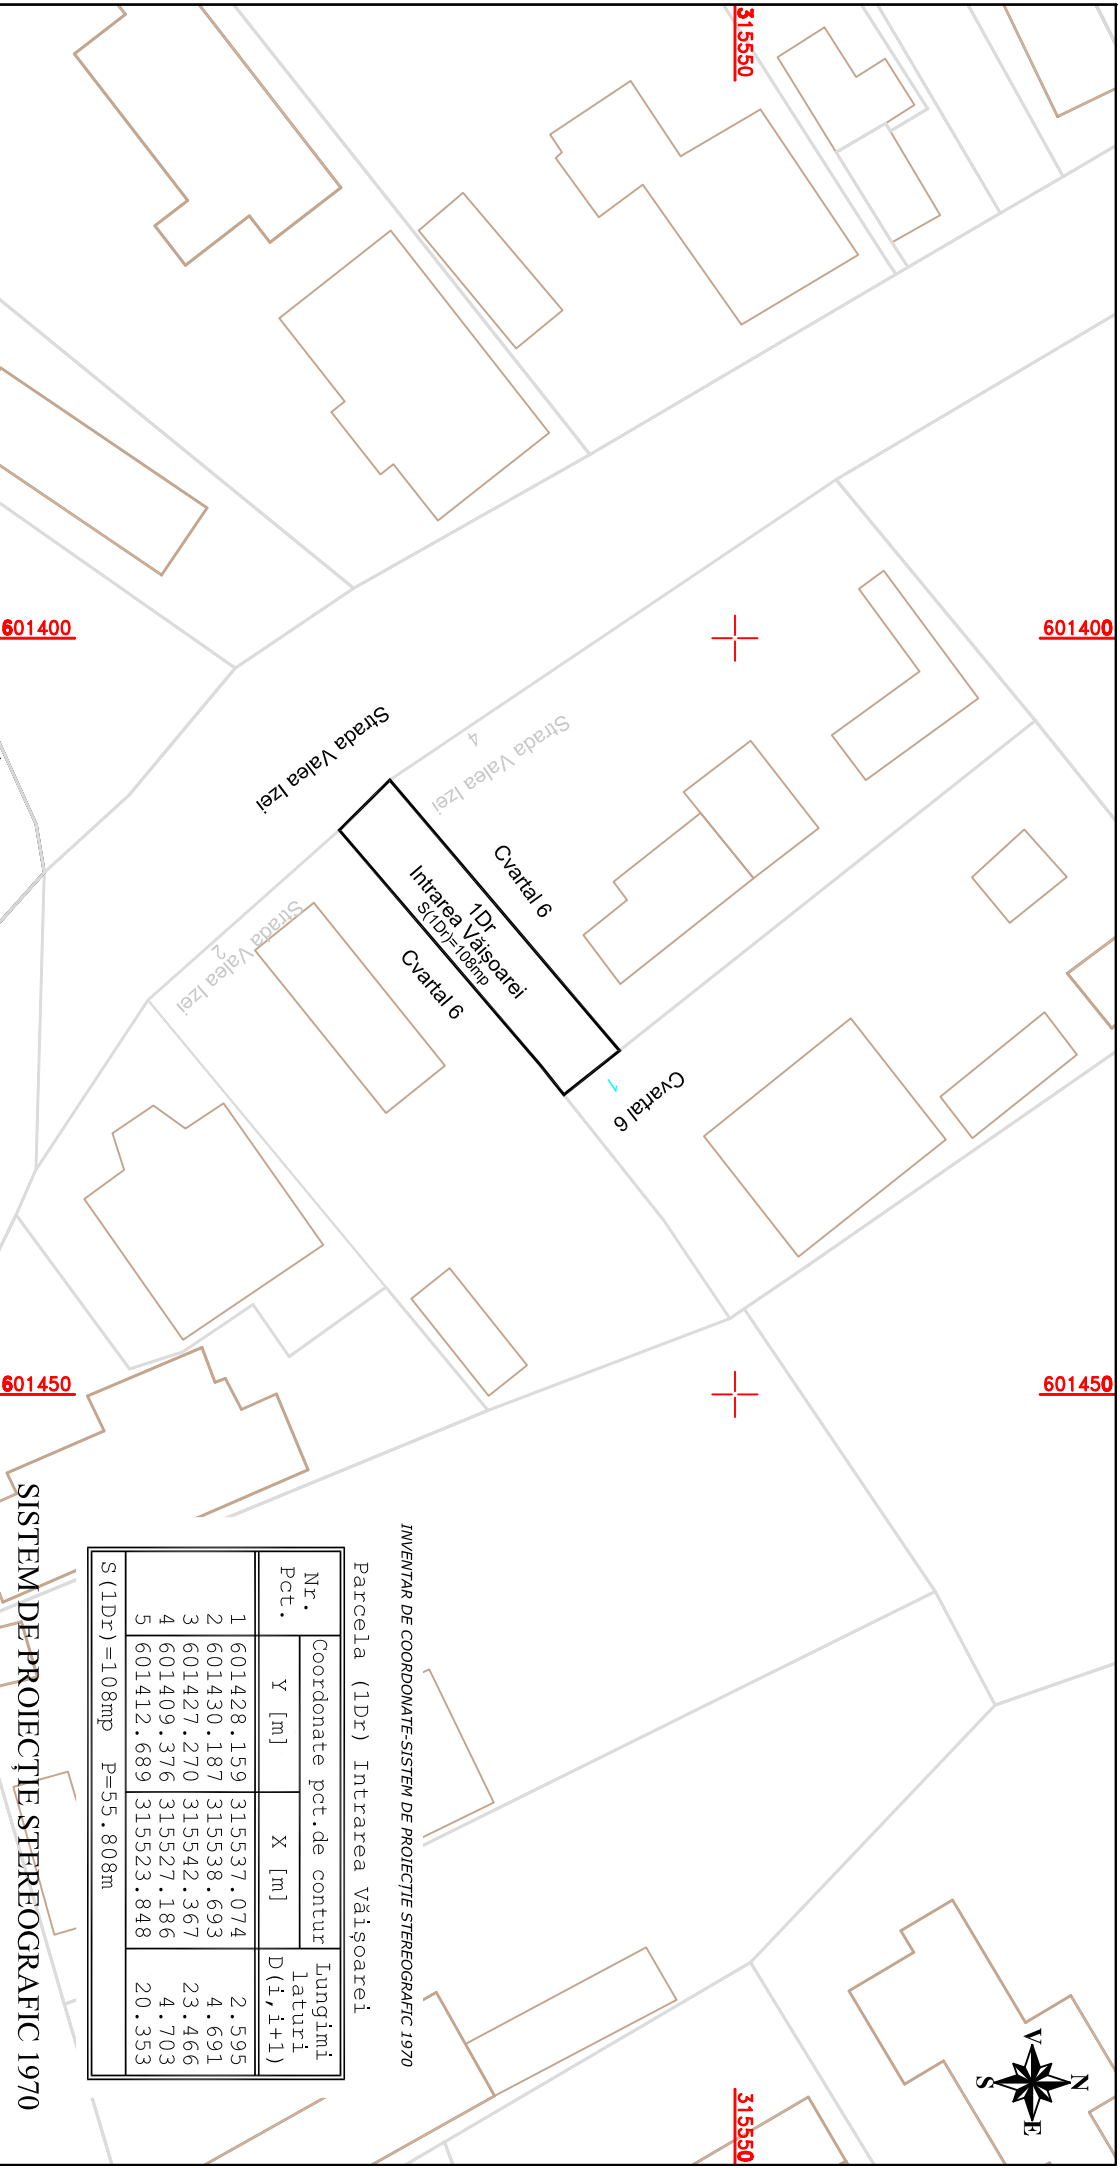 315550
601400
601400
Strada Valea Izei
4
Strada Valea Izei
Cvartal 6
1Dr
Intrarea Văișoarei
S(1Dr)=108mp
Cvartal 6
Strada Valea Izei
2
1
Cvartal 6
601450
601450
INVENTAR DE COORDONATE-SISTEM DE PROIECȚIE STEREOGRAFIC 1970
Parcela (1Dr) Intrarea Văișoarei
Nr. Pct. Coordonate pct.de contur Lungimi laturi D(i,i+1)
Y [m] X [m]
1 601428.159 315537.074 2.595
2 601430.187 315538.693 4.691
3 601427.270 315542.367 23.466
4 601409.376 315527.186 4.703
5 601412.689 315523.848 20.353
S(1Dr)=108mp P=55.808m
SISTEM DE PROIECȚIE STEREOGRAFIC 1970
N
V
E
S
315550